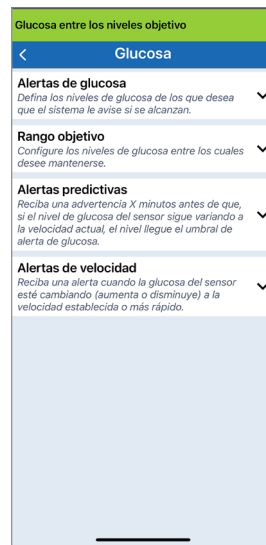 Glucosa entre los niveles objetivo
Glucosa
Alertas de glucosa
Defina los niveles de glucosa de los que desea
que el sistema le avise si se alcanzan.
Rango objetivo
Configure los niveles de glucosa entre los cuales
desee mantenerse.
Alertas predictivas
Reciba una advertencia X minutos antes de que,
si el nivel de glucosa del sensor sigue variando a
la velocidad actual, el nivel llegue el umbral de
alerta de glucosa.
Alertas de velocidad
Reciba una alerta cuando la glucosa del sensor
esté cambiando (aumenta o disminuye) a la
velocidad establecida o más rápido.